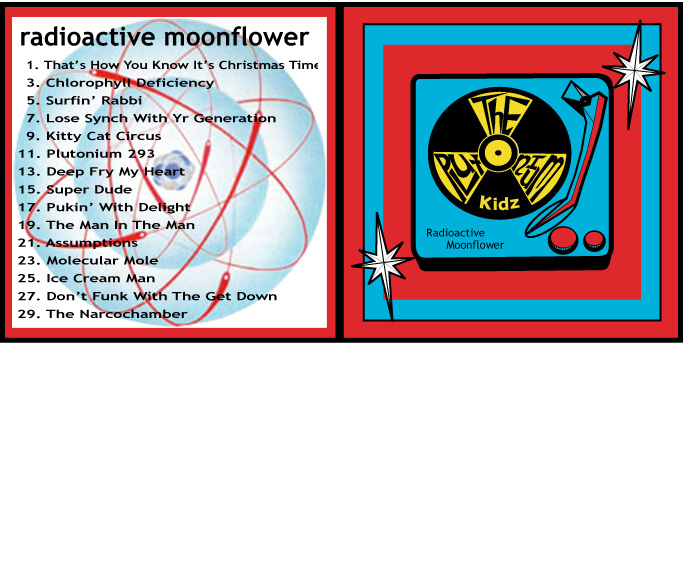 radioactive moonflower
1. That's How You Know It's Christmas Time
3. Chlorophyll Deficiency
5. Surfin' Rabbi
7. Lose Synch With Yr Generation
9. Kitty Cat Circus
11. Plutonium 293
13. Deep Fry My Heart
15. Super Dude
17. Pukin' With Delight
19. The Man In The Man
21. Assumptions
23. Molecular Mole
25. Ice Cream Man
27. Don't Funk With The Get Down
29. The Narcochamber
THE
Kidz
Radioactive
Moonflower